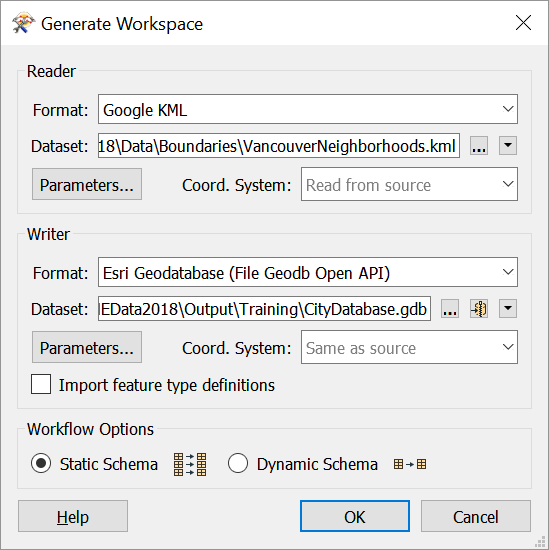 Generate Workspace
Reader
Format: Google KML
Dataset: 18\Data\Boundaries\VancouverNeighborhoods.kml ...
Parameters... Coord. System: Read from source
Writer
Format: Esri Geodatabase (File Geodb Open API)
Dataset: EData2018\Output\Training\CityDatabase.gdb ...
Parameters... Coord. System: Same as source
Import feature type definitions
Workflow Options
Static Schema Dynamic Schema
Help OK Cancel